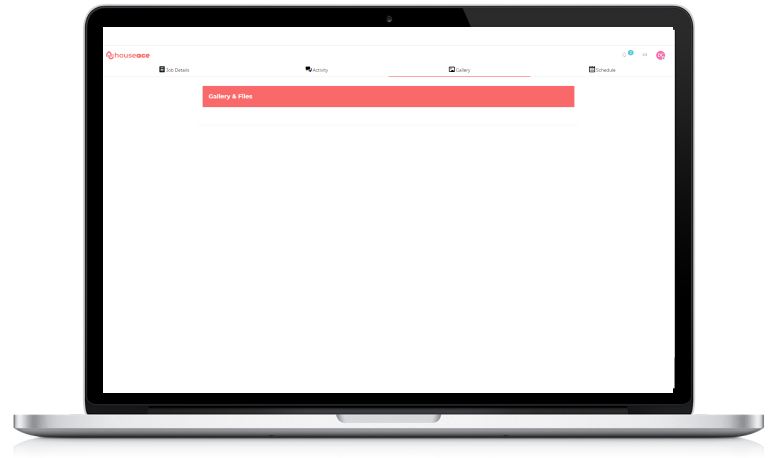 houseace
Job Details
Activity
Gallery
Schedule
Gallery & Files